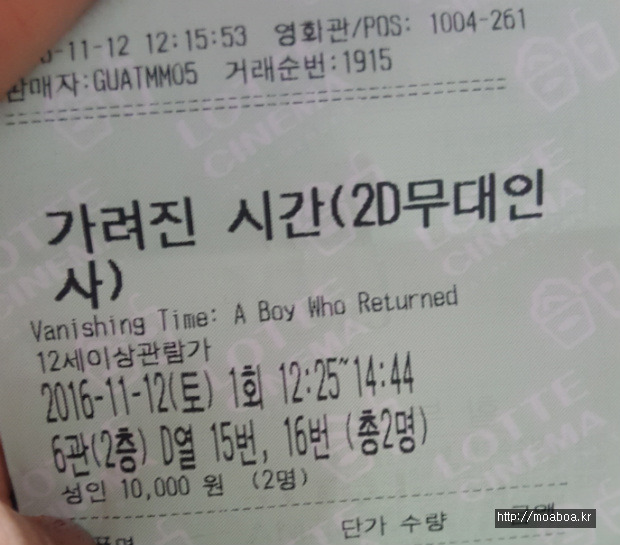 -11-12 12:15:53 영화관/POS: 1004-261
판매자:GUATMM05 거래순번:1915
가려진 시간(2D무대인
사)
Vanishing Time: A Boy Who Returned
12세이상관람가
2016-11-12(토) 1회 12:25~14:44
6관(2층) D열 15번, 16번 (총2명)
성인 10,000 원 (2명)
단가 수량
http://moaboa.kr
LOTTE
CINEMA